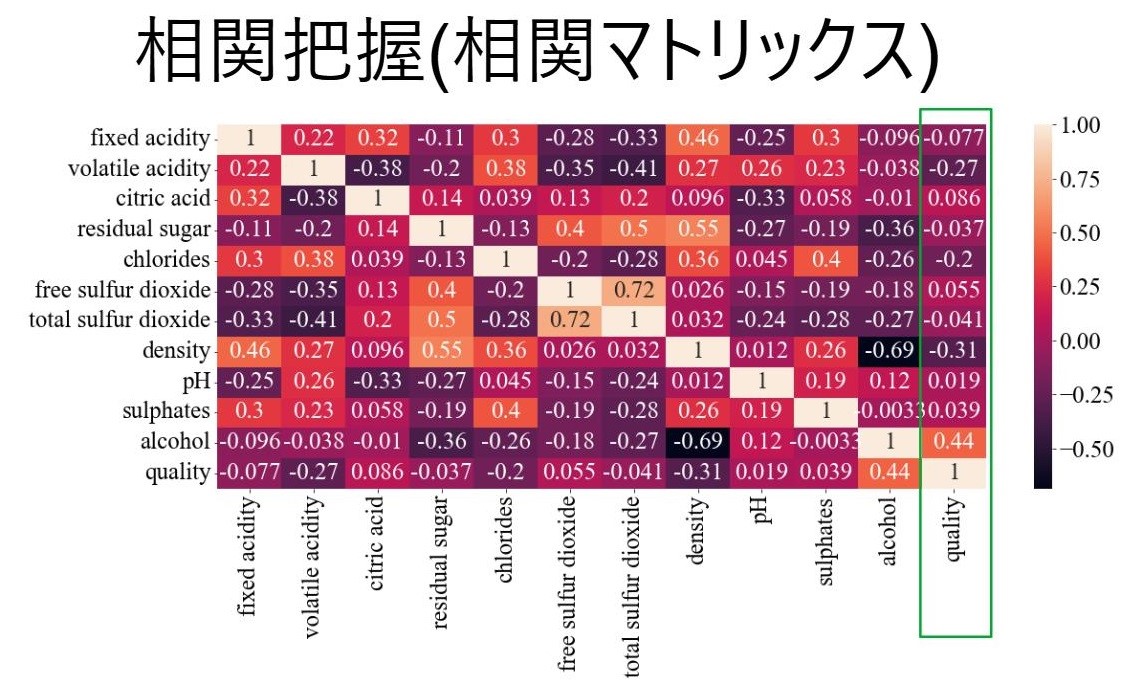 相関把握(相関マトリックス)
fixed acidity 1 0.22 0.32 -0.11 0.3 -0.28 -0.33 0.46 -0.25 0.3 -0.096 -0.077
volatile acidity 0.22 1 -0.38 -0.2 0.38 -0.35 -0.41 0.27 0.26 0.23 -0.038 -0.27
citric acid 0.32 -0.38 1 0.14 0.039 0.13 0.2 0.096 -0.33 0.058 -0.01 0.086
residual sugar -0.11 -0.2 0.14 1 -0.13 0.4 0.5 0.55 -0.27 -0.19 -0.36 -0.037
chlorides 0.3 0.38 0.039 -0.13 1 -0.2 -0.28 0.36 0.045 0.4 -0.26 -0.2
free sulfur dioxide -0.28 -0.35 0.13 0.4 -0.2 1 0.72 0.026 -0.15 -0.19 -0.18 0.055
total sulfur dioxide -0.33 -0.41 0.2 0.5 -0.28 0.72 1 0.032 -0.24 -0.28 -0.27 -0.041
density 0.46 0.27 0.096 0.55 0.36 0.026 0.032 1 0.012 0.26 -0.69 -0.31
pH -0.25 0.26 -0.33 -0.27 0.045 -0.15 -0.24 0.012 1 0.19 0.12 0.019
sulphates 0.3 0.23 0.058 -0.19 0.4 -0.19 -0.28 0.26 0.19 1 -0.0033 0.039
alcohol -0.096 -0.038 -0.01 -0.36 -0.26 -0.18 -0.27 -0.69 0.12 -0.0033 1 0.44
quality -0.077 -0.27 0.086 -0.037 -0.2 0.055 -0.041 -0.31 0.019 0.039 0.44 1
fixed acidity
volatile acidity
citric acid
residual sugar
chlorides
free sulfur dioxide
total sulfur dioxide
density
pH
sulphates
alcohol
quality
1.00
0.75
0.50
0.25
0.00
−0.25
−0.50